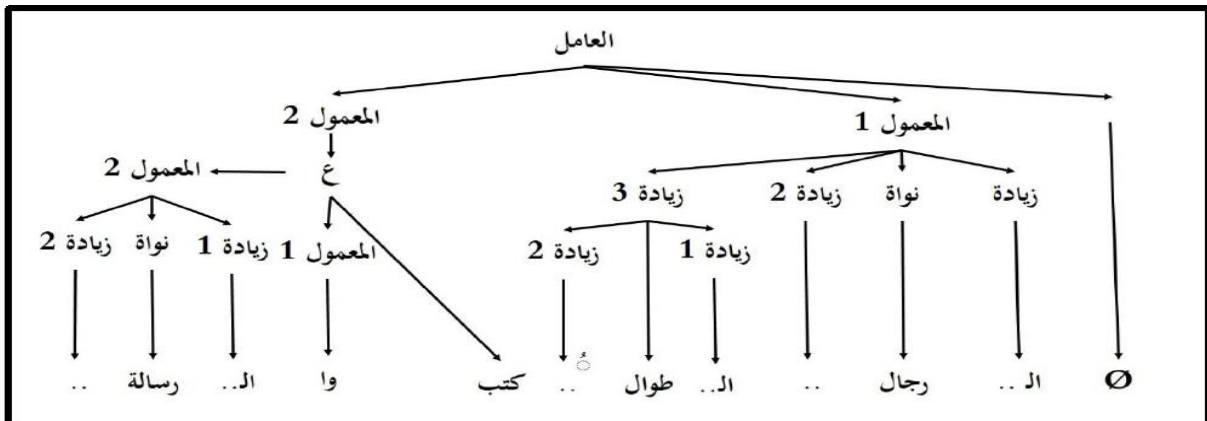 العامل
المعمول 1 المعمول 2
زيادة نواة زيادة 2 زيادة 3 ع المعمول 2
زيادة 1 زيادة 2 المعمول 1 زيادة 1 نواة زيادة 2
Ø الـ .. رجال .. الـ.. طوال ..ُ كتب وا الـ.. رسالة ..